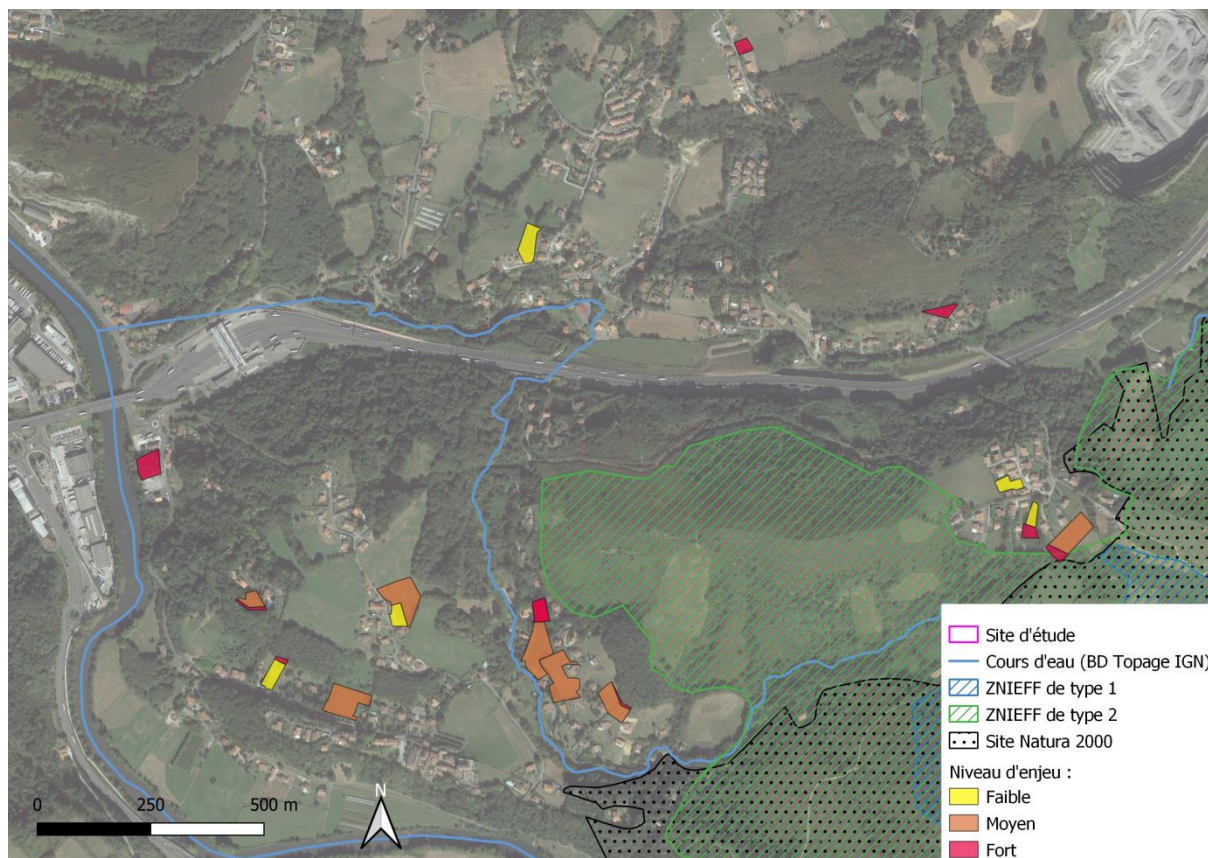 N
0 250 500 m
Site d'étude
Cours d'eau (BD Topage IGN)
ZNIEFF de type 1
ZNIEFF de type 2
Site Natura 2000
Niveau d'enjeu :
Faible
Moyen
Fort